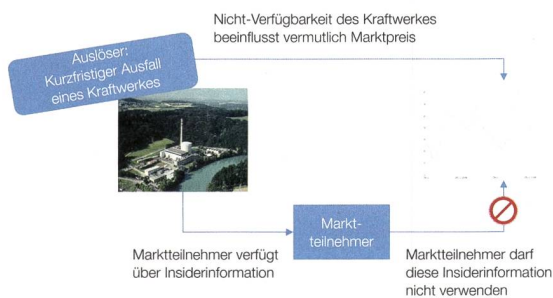 Nicht-Verfügbarkeit des Kraftwerkes
beeinflusst vermutlich Marktpreis
Auslöser:
Kurzfristiger Ausfall
eines Kraftwerkes
Markt-
teilnehmer
Marktteilnehmer verfügt
über Insiderinformation
Marktteilnehmer darf
diese Insiderinformation
nicht verwenden